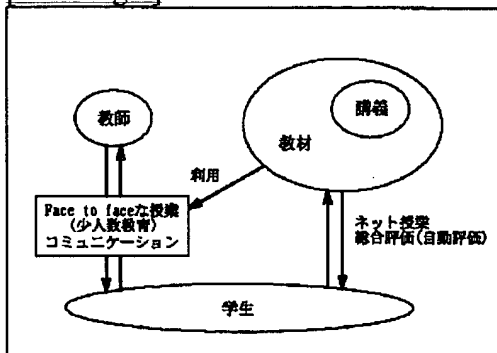 教師
講義
教材
利用
Face to faceな授業
(少人数教育)
コミュニケーション
ネット授業
総合評価(自動評価)
学生